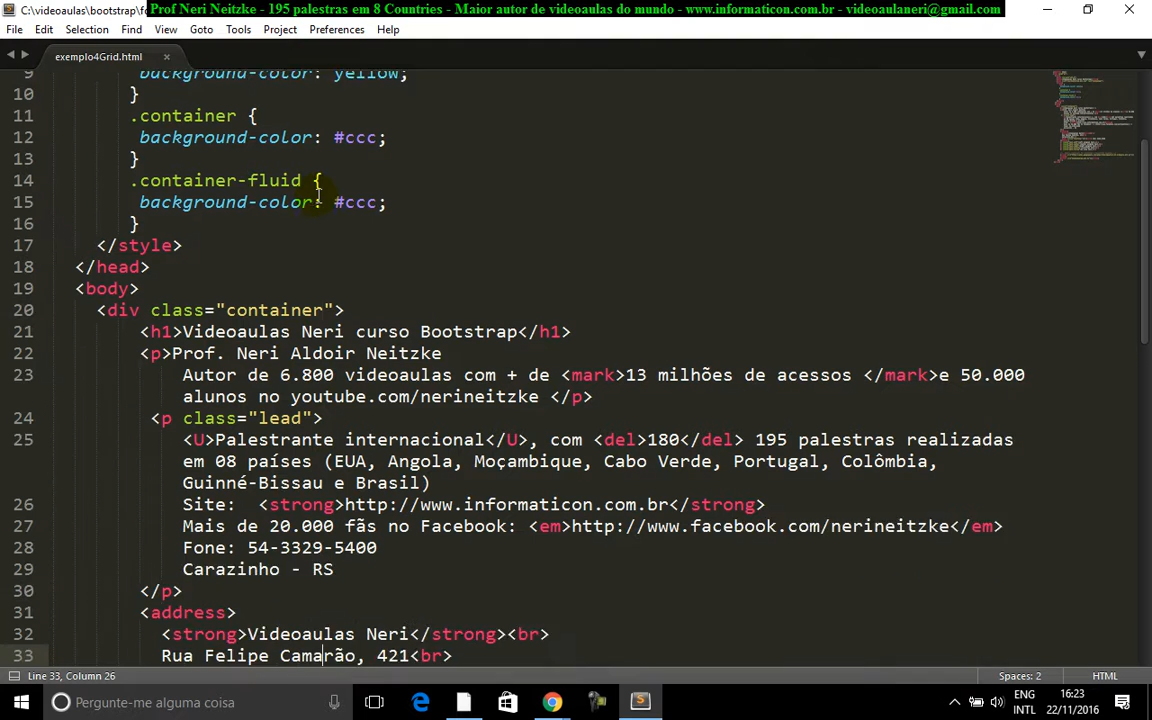 C:\videoaulas\bootstrap\fo
Prof Neri Neitzke - 195 palestras em 8 Countries - Maior autor de videoaulas do mundo - www.informaticon.com.br - videoaulaneri@gmail.com
File Edit Selection Find View Goto Tools Project Preferences Help
exemplo4Grid.html ×
9 background-color: yellow;
10 }
11 .container {
12 background-color: #ccc;
13 }
14 .container-fluid {
15 background-color: #ccc;
16 }
17 </style>
18 </head>
19 <body>
20 <div class="container">
21 <h1>Videoaulas Neri curso Bootstrap</h1>
22 <p>Prof. Neri Aldoir Neitzke
23 Autor de 6.800 videoaulas com + de <mark>13 milhões de acessos </mark>e 50.000
alunos no youtube.com/nerineitzke </p>
24 <p class="lead">
25 <U>Palestrante internacional</U>, com <del>180</del> 195 palestras realizadas
em 08 países (EUA, Angola, Moçambique, Cabo Verde, Portugal, Colômbia,
Guinné-Bissau e Brasil)
26 Site:  <strong>http://www.informaticon.com.br</strong>
27 Mais de 20.000 fãs no Facebook: <em>http://www.facebook.com/nerineitzke</em>
28 Fone: 54-3329-5400
29 Carazinho - RS
30 </p>
31 <address>
32 <strong>Videoaulas Neri</strong><br>
33 Rua Felipe Camarão, 421<br>
Line 33, Column 26 Spaces: 2 HTML
Pergunte-me alguma coisa ENG 16:23
INTL 22/11/2016